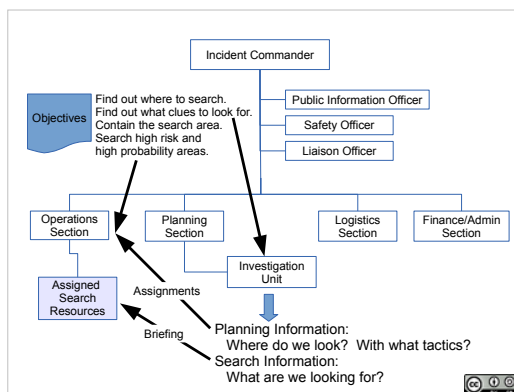 Incident Commander
Find out where to search.
Find out what clues to look for.
Contain the search area.
Search high risk and
high probability areas.
Objectives
Public Information Officer
Safety Officer
Liaison Officer
Operations
Section
Planning
Section
Logistics
Section
Finance/Admin
Section
Investigation
Unit
Assigned
Search
Resources
Assignments
Briefing
Planning Information:
Where do we look? With what tactics?
Search Information:
What are we looking for?
cc